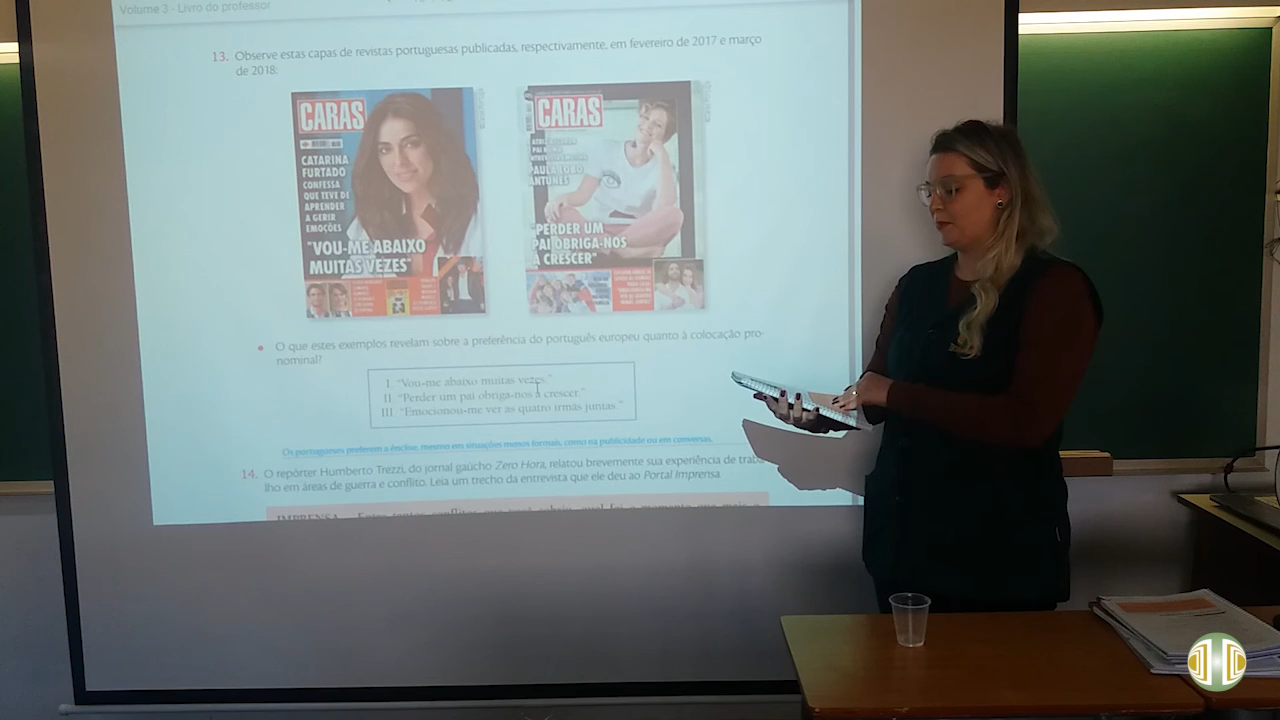 Volume 3 - Livro do professor
13. Observe estas capas de revistas portuguesas publicadas, respectivamente, em fevereiro de 2017 e março
de 2018:
CARAS
CATARINA
FURTADO
CONFESSA
QUE TEVE DE
APRENDER
A GERIR
EMOÇÕES
"VOU-ME ABAIXO
MUITAS VEZES"
CARAS
PAULA LOBO
ANTUNES
"PERDER UM
PAI OBRIGA-NOS
A CRESCER"
• O que estes exemplos revelam sobre a preferência do português europeu quanto à colocação pro-
nominal?
I. "Vou-me abaixo muitas vezes."
II. "Perder um pai obriga-nos a crescer."
III. "Emocionou-me ver as quatro irmãs juntas."
Os portugueses preferem a ênclise, mesmo em situações menos formais, como na publicidade ou em conversas.
14. O repórter Humberto Trezzi, do jornal gaúcho Zero Hora, relatou brevemente sua experiência de traba-
lho em áreas de guerra e conflito. Leia um trecho da entrevista que ele deu ao Portal Imprensa.